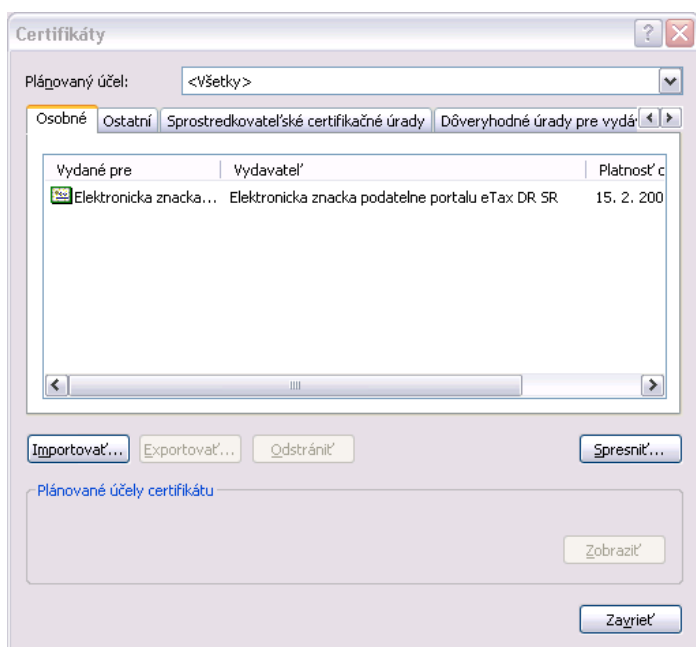 Certifikáty
Plánovaný účel: <Všetky>
Osobné Ostatní Sprostredkovateľské certifikačné úrady Dôveryhodné úrady pre vydá
Vydané pre Vydavateľ Platnosť c
Elektronicka znacka... Elektronicka znacka podatelne portalu eTax DR SR 15. 2. 200
Importovať... Exportovať... Odstrániť Spresniť...
Plánované účely certifikátu
Zobraziť
Zavrieť